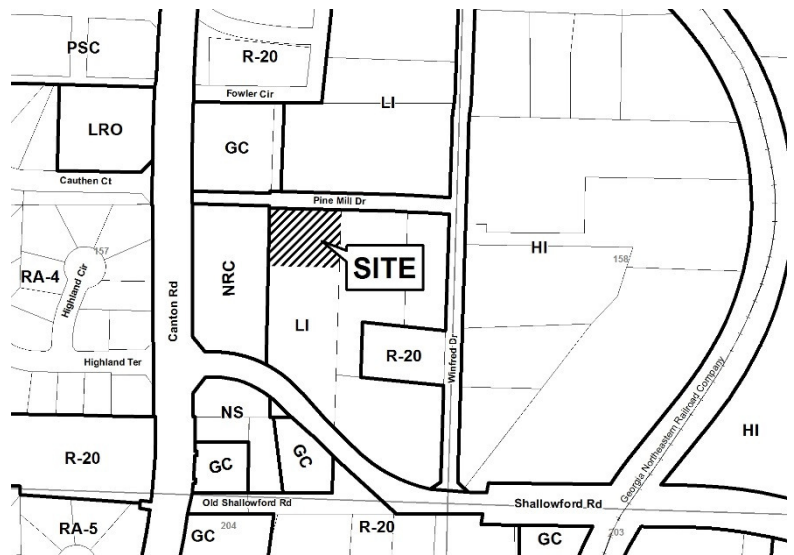 PSC
R-20
Fowler Cir
LI
LRO
GC
Cauthen Ct
Pine Mill Dr
157
SITE
HI
158
RA-4
Highland Cir
Canton Rd
NRC
LI
R-20
Winfred Dr
Highland Ter
Georgia Northeastern Railroad Company
NS
GC
GC
HI
R-20
Old Shallowford Rd
Shallowford Rd
RA-5
GC
204
R-20
GC
203